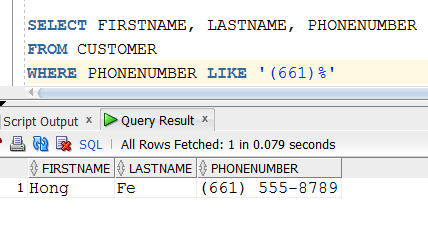 SELECT FIRSTNAME, LASTNAME, PHONENUMBER
FROM CUSTOMER
WHERE PHONENUMBER LIKE '(661)%'
Script Output x Query Result x
SQL | All Rows Fetched: 1 in 0.079 seconds
FIRSTNAME LASTNAME PHONENUMBER
1 Hong Fe (661) 555-8789